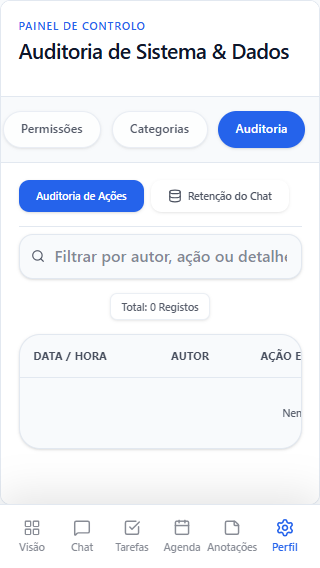 PAINEL DE CONTROLO
Auditoria de Sistema & Dados
Permissões Categorias Auditoria
Auditoria de Ações Retenção do Chat
Filtrar por autor, ação ou detalhe
Total: 0 Registos
DATA / HORA AUTOR AÇÃO E
Nen
Visão Chat Tarefas Agenda Anotações Perfil